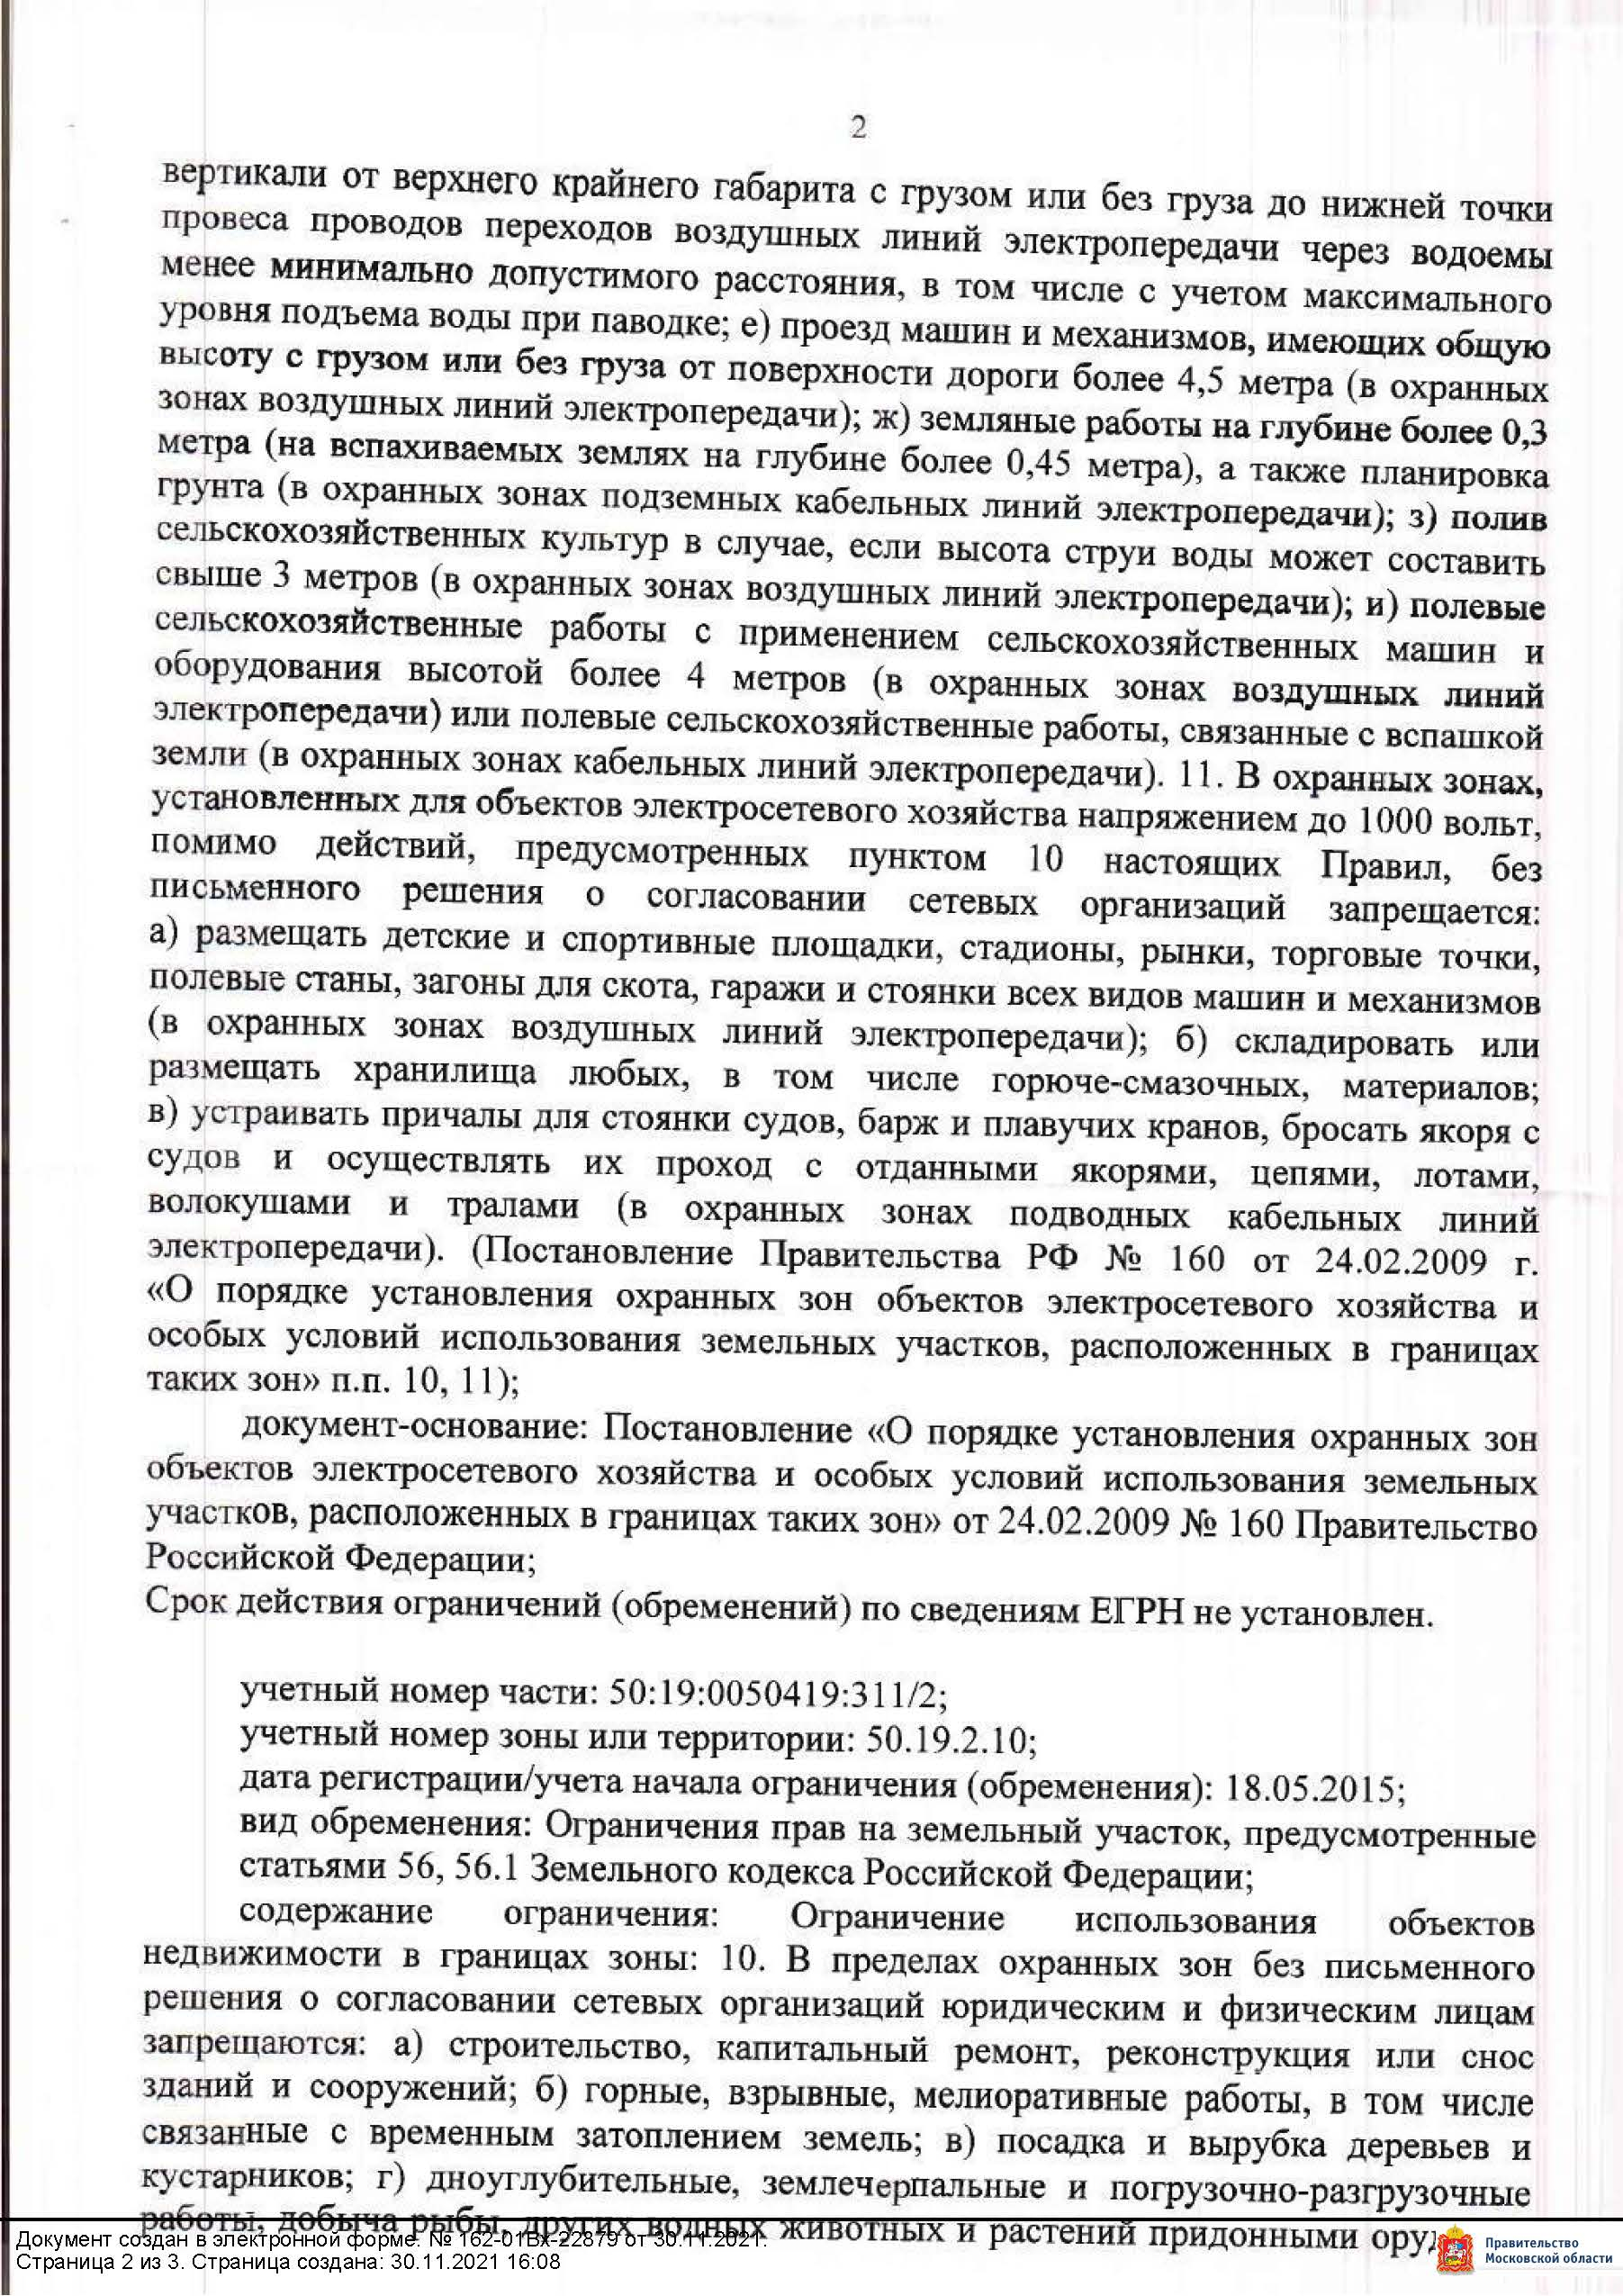 2
вертикали от верхнего крайнего габарита с грузом или без груза до нижней точки
провеса проводов переходов воздушных линий электропередачи через водоемы
менее минимально допустимого расстояния, в том числе с учетом максимального
уровня подъема воды при паводке; е) проезд машин и механизмов, имеющих общую
высоту с грузом или без груза от поверхности дороги более 4,5 метра (в охранных
зонах воздушных линий электропередачи); ж) земляные работы на глубине более 0,3
метра (на вспахиваемых землях на глубине более 0,45 метра), а также планировка
грунта (в охранных зонах подземных кабельных линий электропередачи); з) полив
сельскохозяйственных культур в случае, если высота струи воды может составить
свыше 3 метров (в охранных зонах воздушных линий электропередачи); и) полевые
сельскохозяйственные работы с применением сельскохозяйственных машин и
оборудования высотой более 4 метров (в охранных зонах воздушных линий
электропередачи) или полевые сельскохозяйственные работы, связанные с вспашкой
земли (в охранных зонах кабельных линий электропередачи). 11. В охранных зонах,
установленных для объектов электросетевого хозяйства напряжением до 1000 вольт,
помимо действий, предусмотренных пунктом 10 настоящих Правил, без
письменного решения о согласовании сетевых организаций запрещается:
а) размещать детские и спортивные площадки, стадионы, рынки, торговые точки,
полевые станы, загоны для скота, гаражи и стоянки всех видов машин и механизмов
(в охранных зонах воздушных линий электропередачи); б) складировать или
размещать хранилища любых, в том числе горюче-смазочных, материалов;
в) устраивать причалы для стоянки судов, барж и плавучих кранов, бросать якоря с
судов и осуществлять их проход с отданными якорями, цепями, лотами,
волокушами и тралами (в охранных зонах подводных кабельных линий
электропередачи). (Постановление Правительства РФ № 160 от 24.02.2009 г.
«О порядке установления охранных зон объектов электросетевого хозяйства и
особых условий использования земельных участков, расположенных в границах
таких зон» п.п. 10, 11);
документ-основание: Постановление «О порядке установления охранных зон
объектов электросетевого хозяйства и особых условий использования земельных
участков, расположенных в границах таких зон» от 24.02.2009 № 160 Правительство
Российской Федерации;
Срок действия ограничений (обременений) по сведениям ЕГРН не установлен.
учетный номер части: 50:19:0050419:311/2;
учетный номер зоны или территории: 50.19.2.10;
дата регистрации/учета начала ограничения (обременения): 18.05.2015;
вид обременения: Ограничения прав на земельный участок, предусмотренные
статьями 56, 56.1 Земельного кодекса Российской Федерации;
содержание ограничения: Ограничение использования объектов
недвижимости в границах зоны: 10. В пределах охранных зон без письменного
решения о согласовании сетевых организаций юридическим и физическим лицам
запрещаются: а) строительство, капитальный ремонт, реконструкция или снос
зданий и сооружений; б) горные, взрывные, мелиоративные работы, в том числе
связанные с временным затоплением земель; в) посадка и вырубка деревьев и
кустарников; г) дноуглубительные, землечерпальные и погрузочно-разгрузочные
работы, добыча рыбы, других водных животных и растений придонными
Документ создан в электронной форме. № 162-01Вх-22879 от 30.11.2021.
Страница 2 из 3. Страница создана: 30.11.2021 16:08
Правительство
Московской области